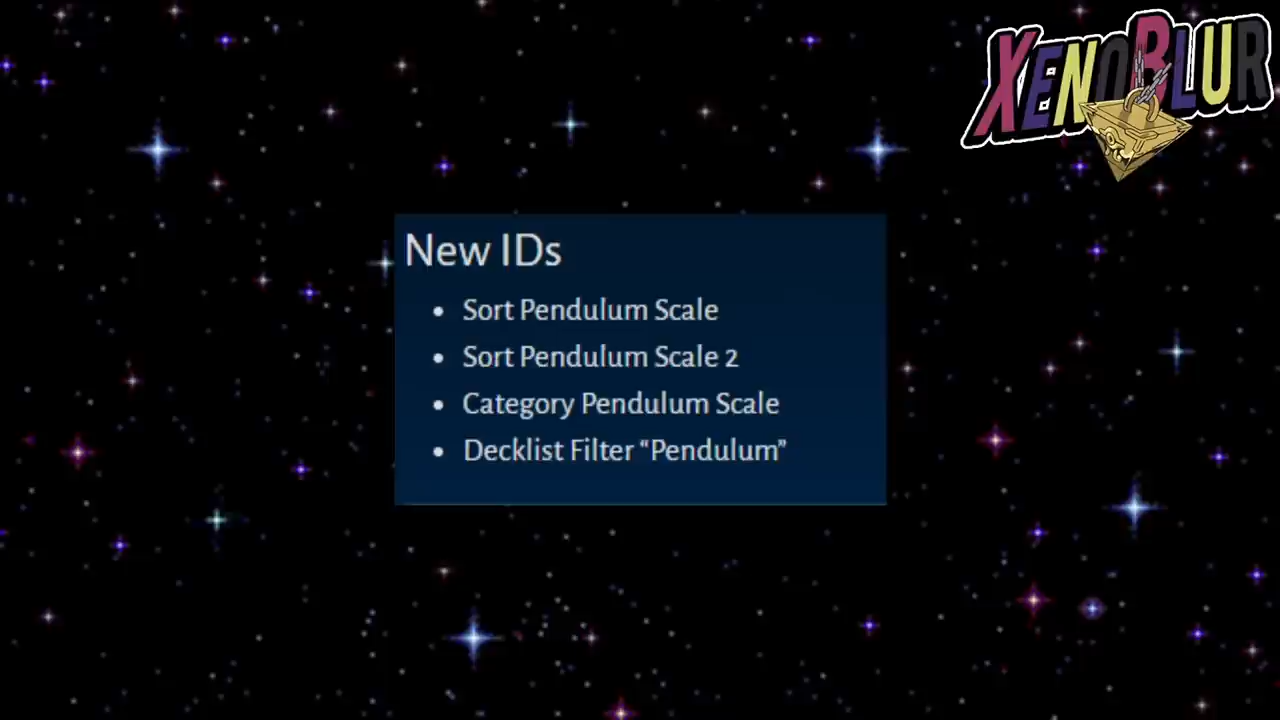 XENOBLUR
New IDs
• Sort Pendulum Scale
• Sort Pendulum Scale 2
• Category Pendulum Scale
• Decklist Filter “Pendulum”